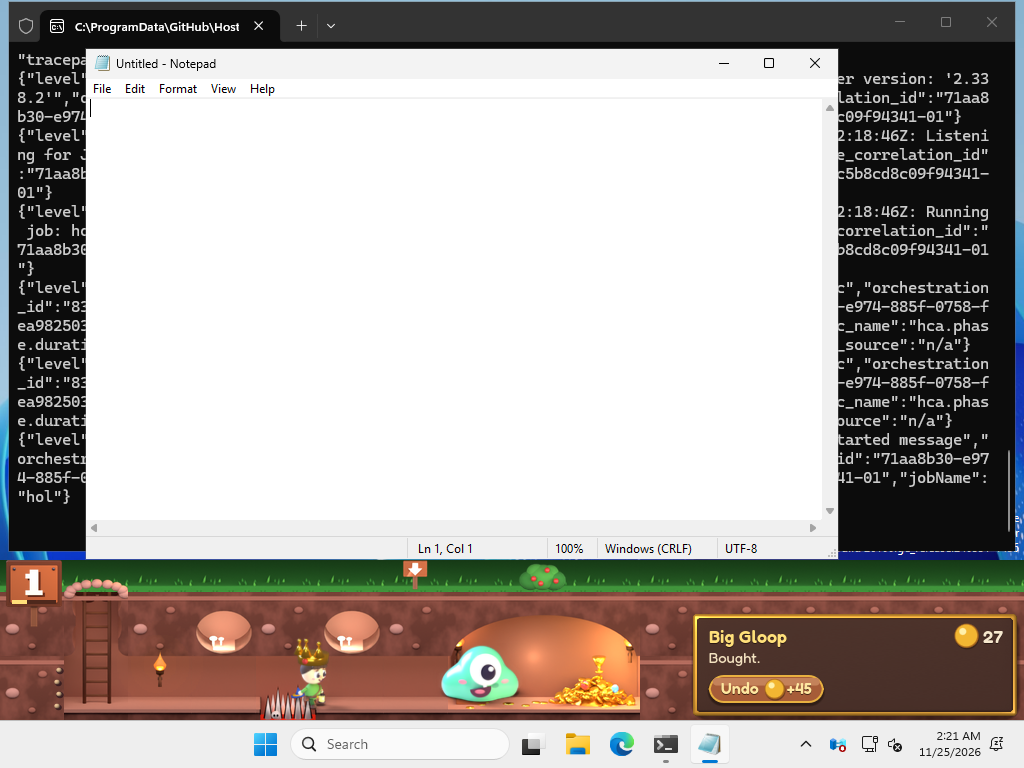 C:\ProgramData\GitHub\Host
Untitled - Notepad
File Edit Format View Help
"tracepa
{"level" er version: '2.33
8.2'","o lation_id":"71aa8
b30-e974 c09f94341-01"}
{"level" 2:18:46Z: Listeni
ng for J e_correlation_id"
:"71aa8b c5b8cd8c09f94341-
01"}
{"level" 2:18:46Z: Running
job: ho correlation_id":"
71aa8b30 b8cd8c09f94341-01
"}
{"level" c","orchestration
_id":"83 -e974-885f-0758-f
ea982503 c_name":"hca.phas
e.durati _source":"n/a"}
{"level" c","orchestration
_id":"83 -e974-885f-0758-f
ea982503 c_name":"hca.phas
e.durati ource":"n/a"}
{"level" tarted message","
orchestr id":"71aa8b30-e97
4-885f-0 41-01","jobName":
"hol"}
Ln 1, Col 1 100% Windows (CRLF) UTF-8
1
Big Gloop 27
Bought.
Undo +45
Search
2:21 AM
11/25/2026